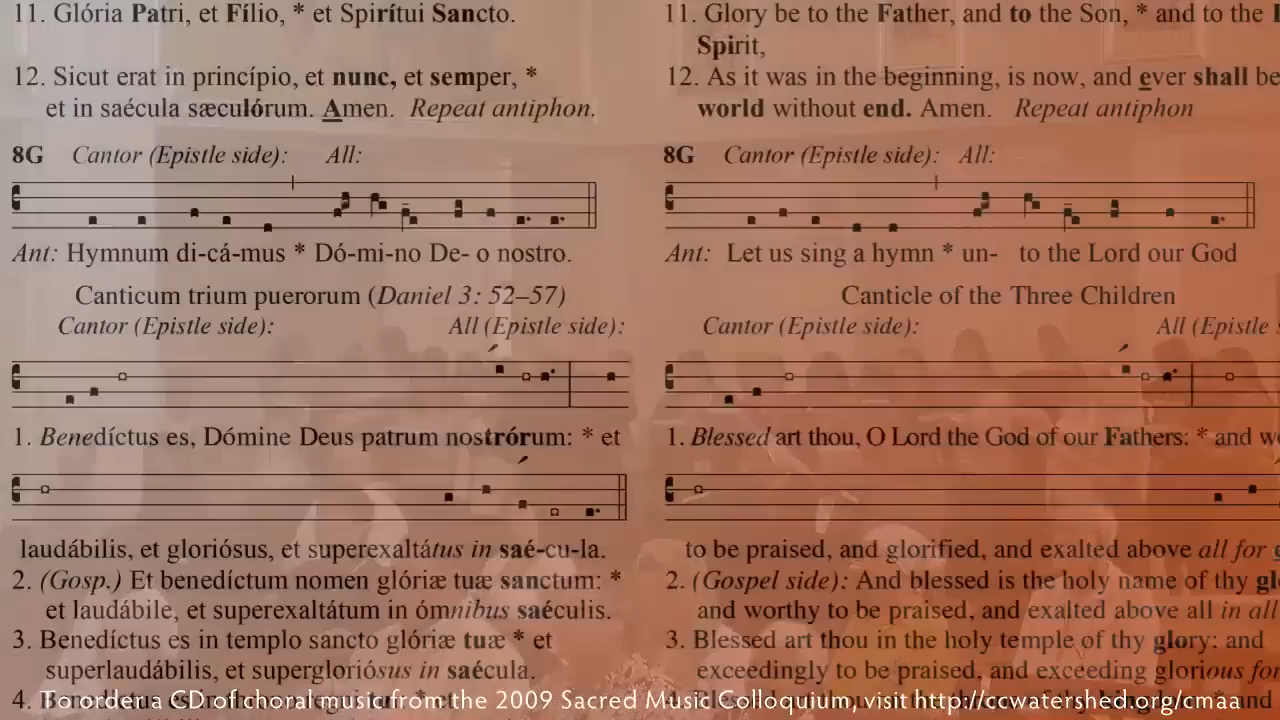 11. Glória Patri, et Fílio, * et Spirítui Sancto.
12. Sicut erat in princípio, et nunc, et semper, *
et in saécula sæculórum. Amen. Repeat antiphon.
8G Cantor (Epistle side): All:
Ant: Hymnum di-cá-mus * Dó-mi-no De- o nostro.
Canticum trium puerorum (Daniel 3: 52–57)
Cantor (Epistle side): All (Epistle side):
1. Benedíctus es, Dómine Deus patrum nostrórum: * et
laudábilis, et gloriósus, et superexaltátus in saé-cu-la.
2. (Gosp.) Et benedíctum nomen glóriæ tuæ sanctum: *
et laudábile, et superexaltátum in ómnibus saéculis.
3. Benedíctus es in templo sancto glóriæ tuæ * et
superlaudábilis, et supergloriósus in saécula.
4.
11. Glory be to the Father, and to the Son, * and to the
Spirit,
12. As it was in the beginning, is now, and ever shall be
world without end. Amen. Repeat antiphon
8G Cantor (Epistle side): All:
Ant: Let us sing a hymn * un- to the Lord our God
Canticle of the Three Children
Cantor (Epistle side): All (Epistle
1. Blessed art thou, O Lord the God of our Fathers: * and
to be praised, and glorified, and exalted above all for
2. (Gospel side): And blessed is the holy name of thy
and worthy to be praised, and exalted above all in all
3. Blessed art thou in the holy temple of thy glory: and
exceedingly to be praised, and exceeding glorious
To order a CD of choral music from the 2009 Sacred Music Colloquium, visit http://ccwatershed.org/cmaa